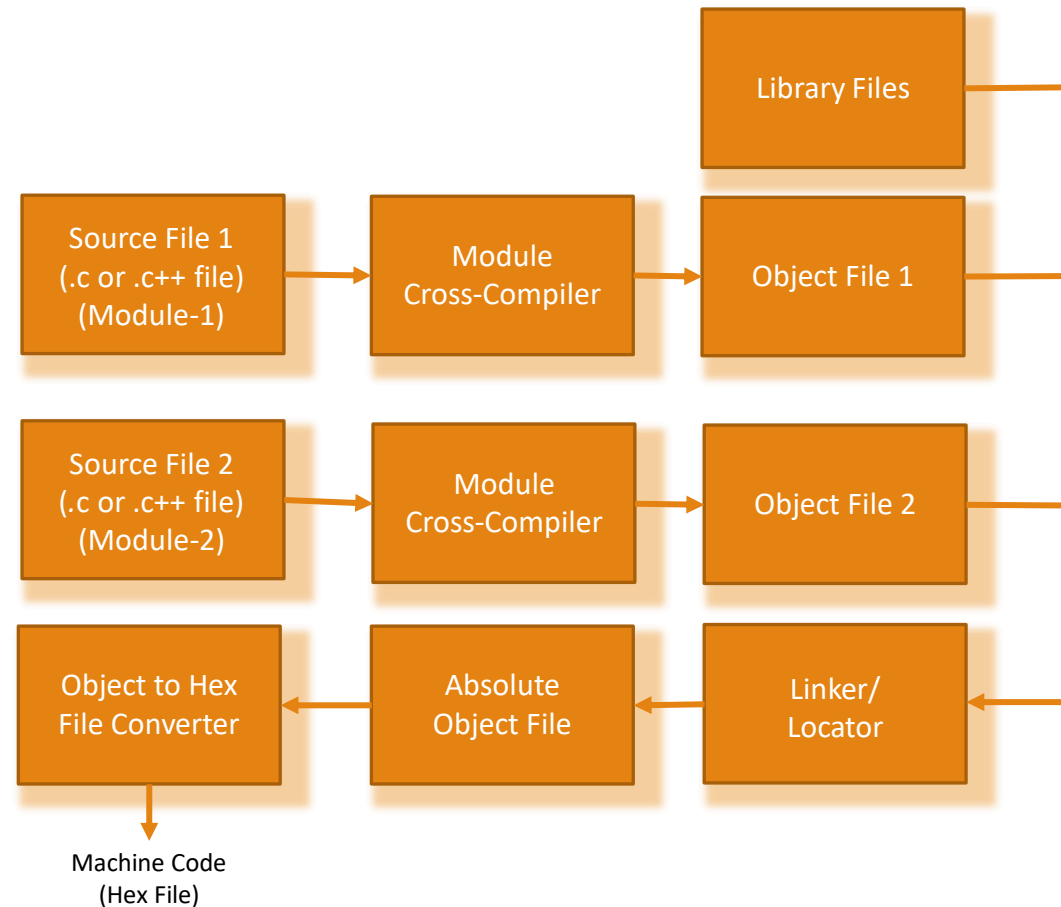 Library Files
Source File 1
(.c or .c++ file)
(Module-1)
Module
Cross-Compiler
Object File 1
Source File 2
(.c or .c++ file)
(Module-2)
Module
Cross-Compiler
Object File 2
Object to Hex
File Converter
Absolute
Object File
Linker/
Locator
Machine Code
(Hex File)